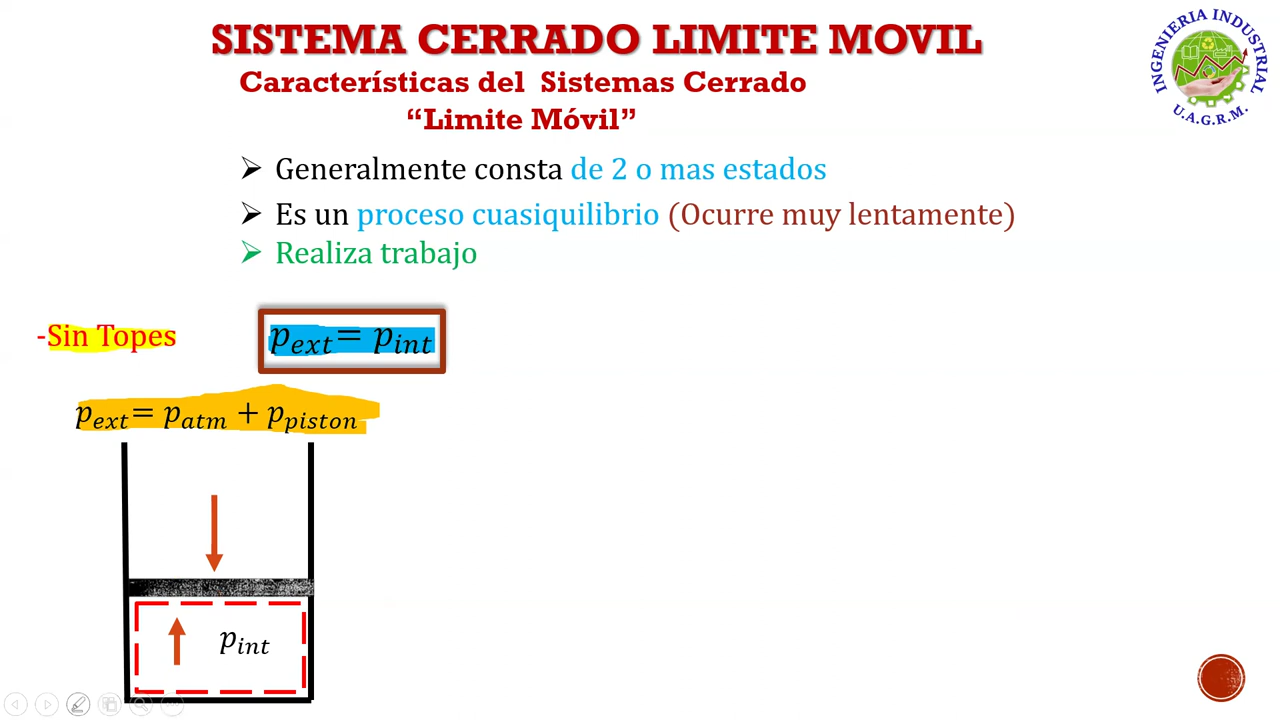 SISTEMA CERRADO LIMITE MOVIL
Características del Sistemas Cerrado
“Limite Móvil”
INGENIERIA INDUSTRIAL
U.A.G.R.M.
➢ Generalmente consta de 2 o mas estados
➢ Es un proceso cuasiquilibrio (Ocurre muy lentamente)
➢ Realiza trabajo
-Sin Topes
p_ext = p_int
p_ext = p_atm + p_piston
p_int